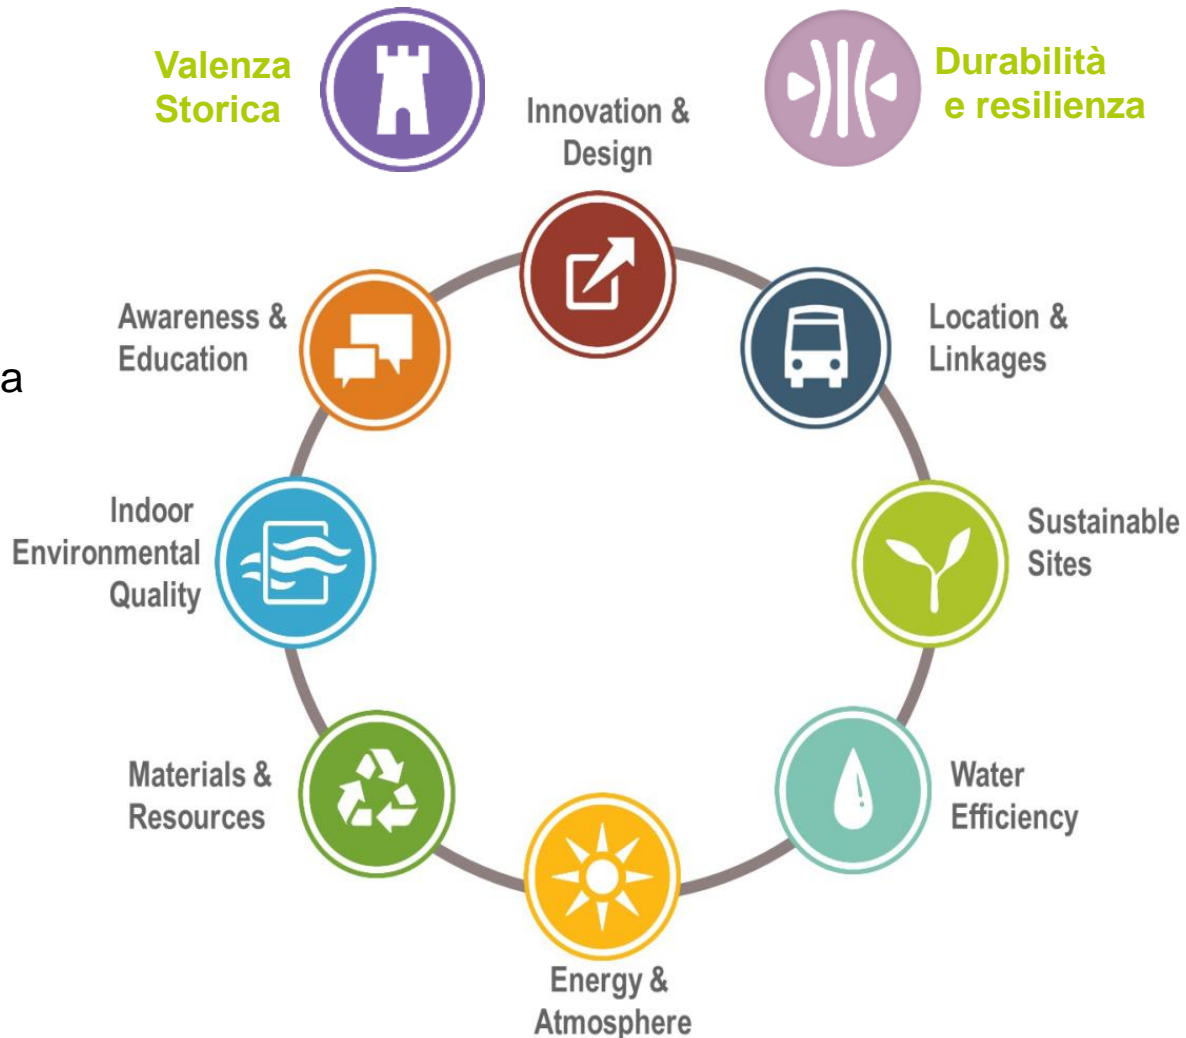 Valenza
Storica
Durabilità
e resilienza
Innovation &
Design
Awareness &
Education
Location &
Linkages
a
Indoor
Environmental
Quality
Sustainable
Sites
Materials &
Resources
Water
Efficiency
Energy &
Atmosphere